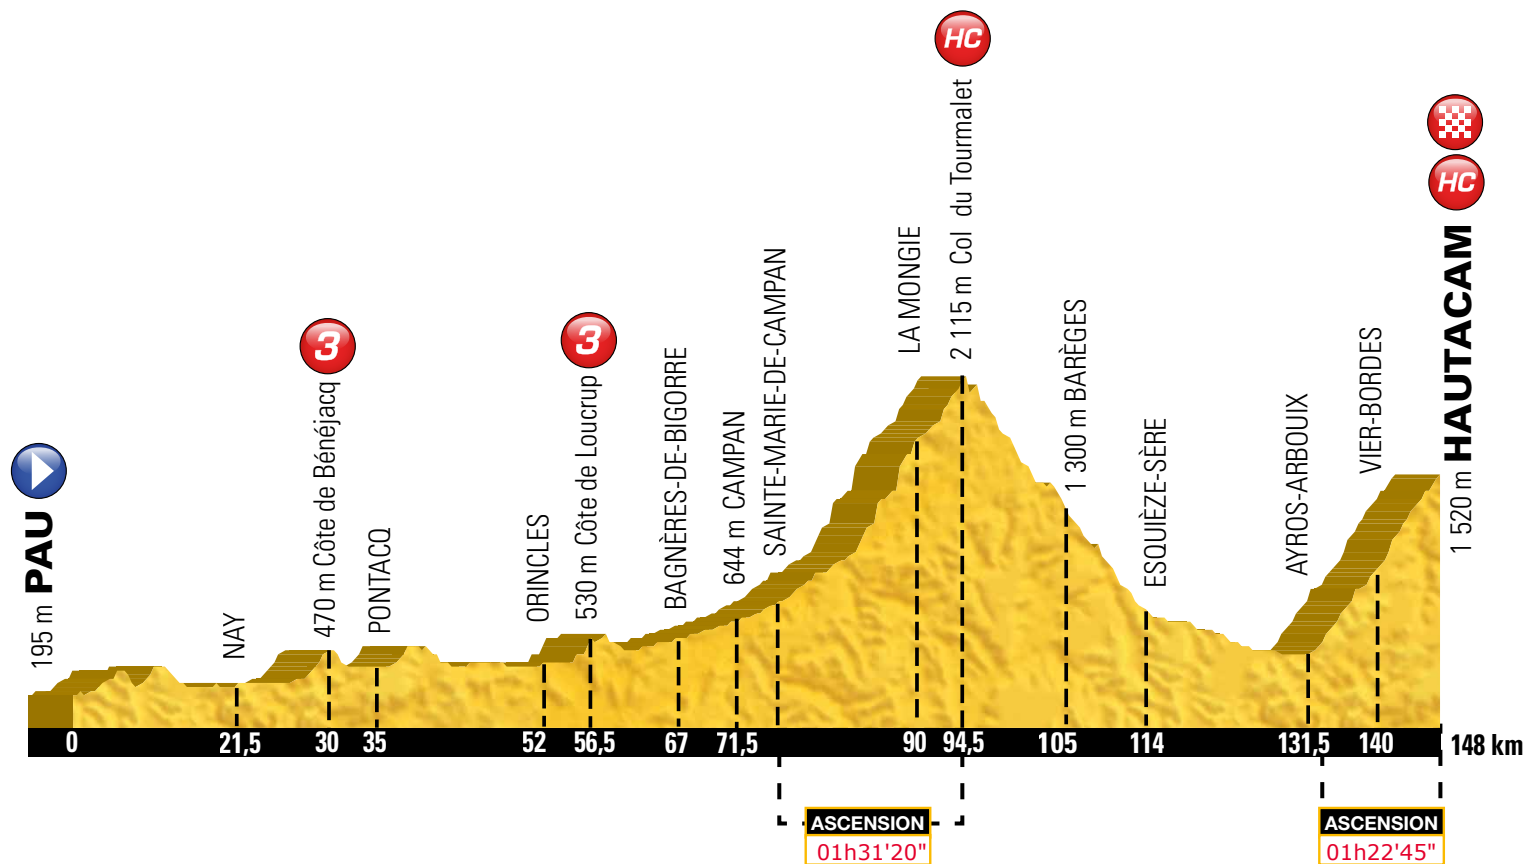 195 m PAU
NAY
3
470 m Côte de Bénéjacq
PONTACQ
ORINCLES
3
530 m Côte de Loucrup
BAGNÈRES-DE-BIGORRE
644 m CAMPAN
SAINTE-MARIE-DE-CAMPAN
LA MONGIE
HC
2 115 m Col du Tourmalet
1 300 m BARÈGES
ESQUIÈZE-SÈRE
AYROS-ARBOUIX
VIER-BORDES
HC
1 520 m HAUTACAM
0 21,5 30 35 52 56,5 67 71,5 90 94,5 105 114 131,5 140 148 km
ASCENSION
01h31'20"
ASCENSION
01h22'45"